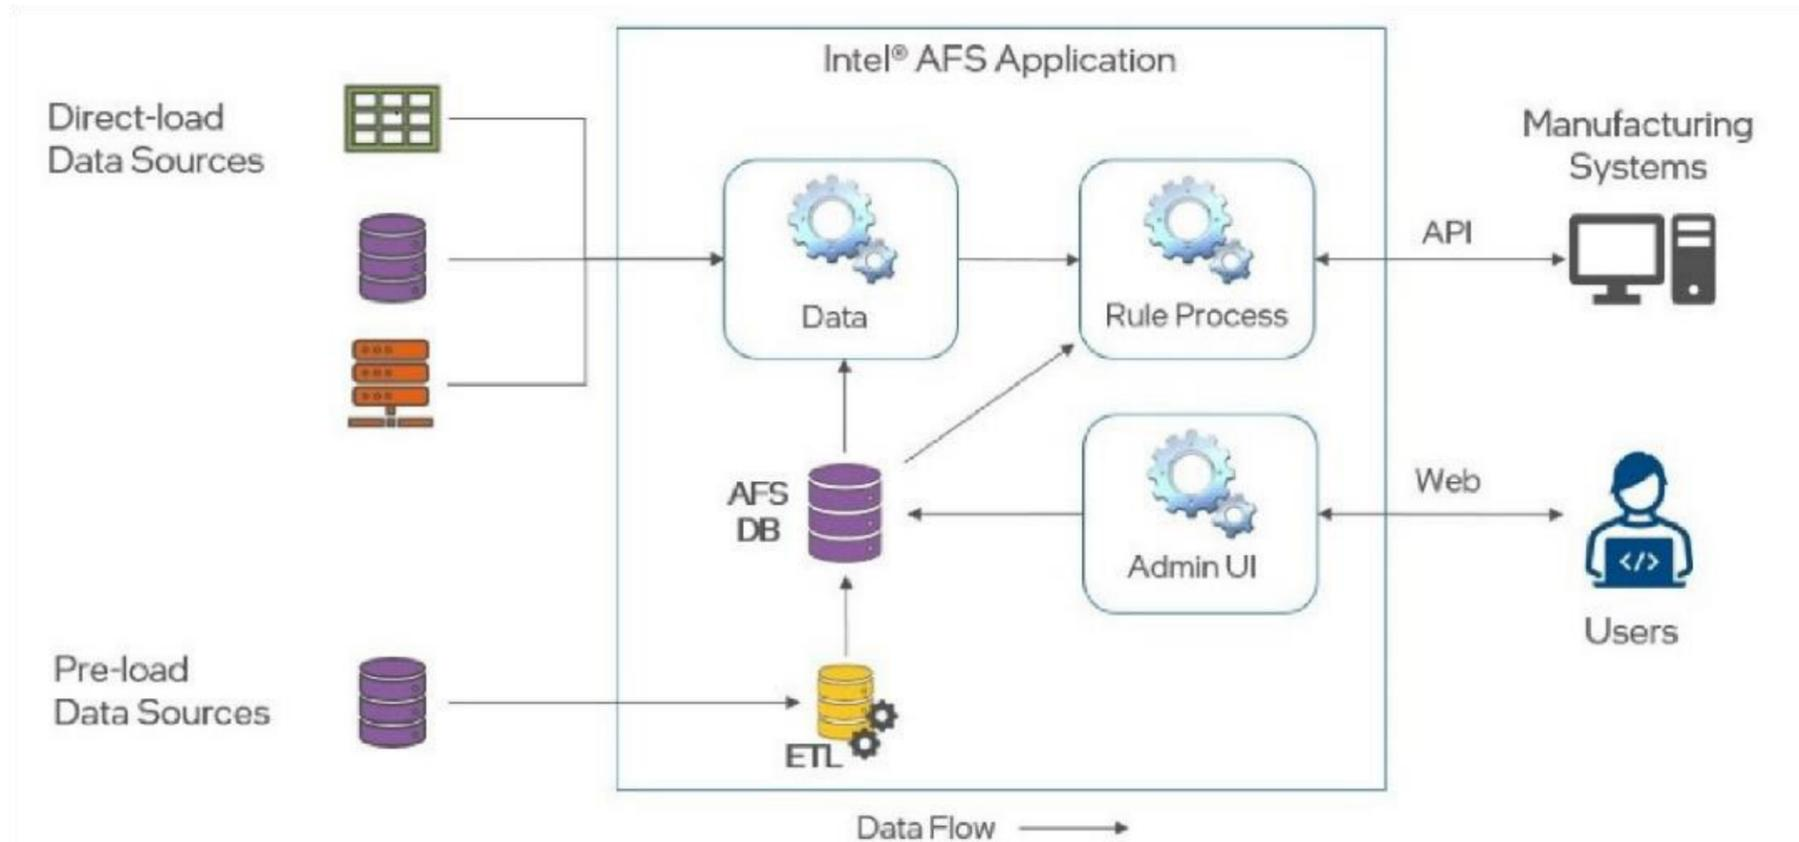 Intel® AFS Application
Direct-load
Data Sources
Manufacturing
Systems
API
Data
Rule Process
AFS
DB
Web
Admin UI
</>
Users
Pre-load
Data Sources
ETL
Data Flow